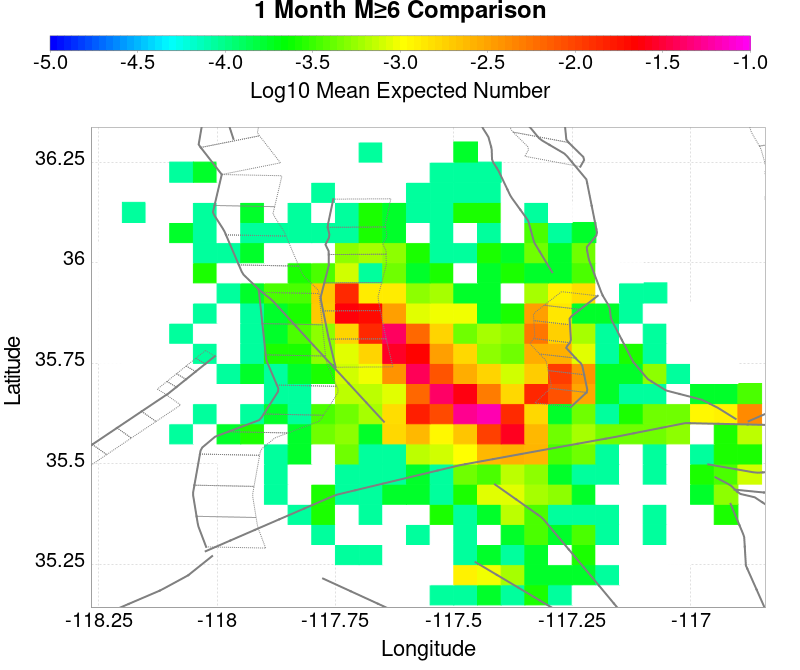 1 Month M≥6 Comparison
-5.0 -4.5 -4.0 -3.5 -3.0 -2.5 -2.0 -1.5 -1.0
Log10 Mean Expected Number
36.25
36
35.75
35.5
35.25
Latitude
-118.25 -118 -117.75 -117.5 -117.25 -117
Longitude